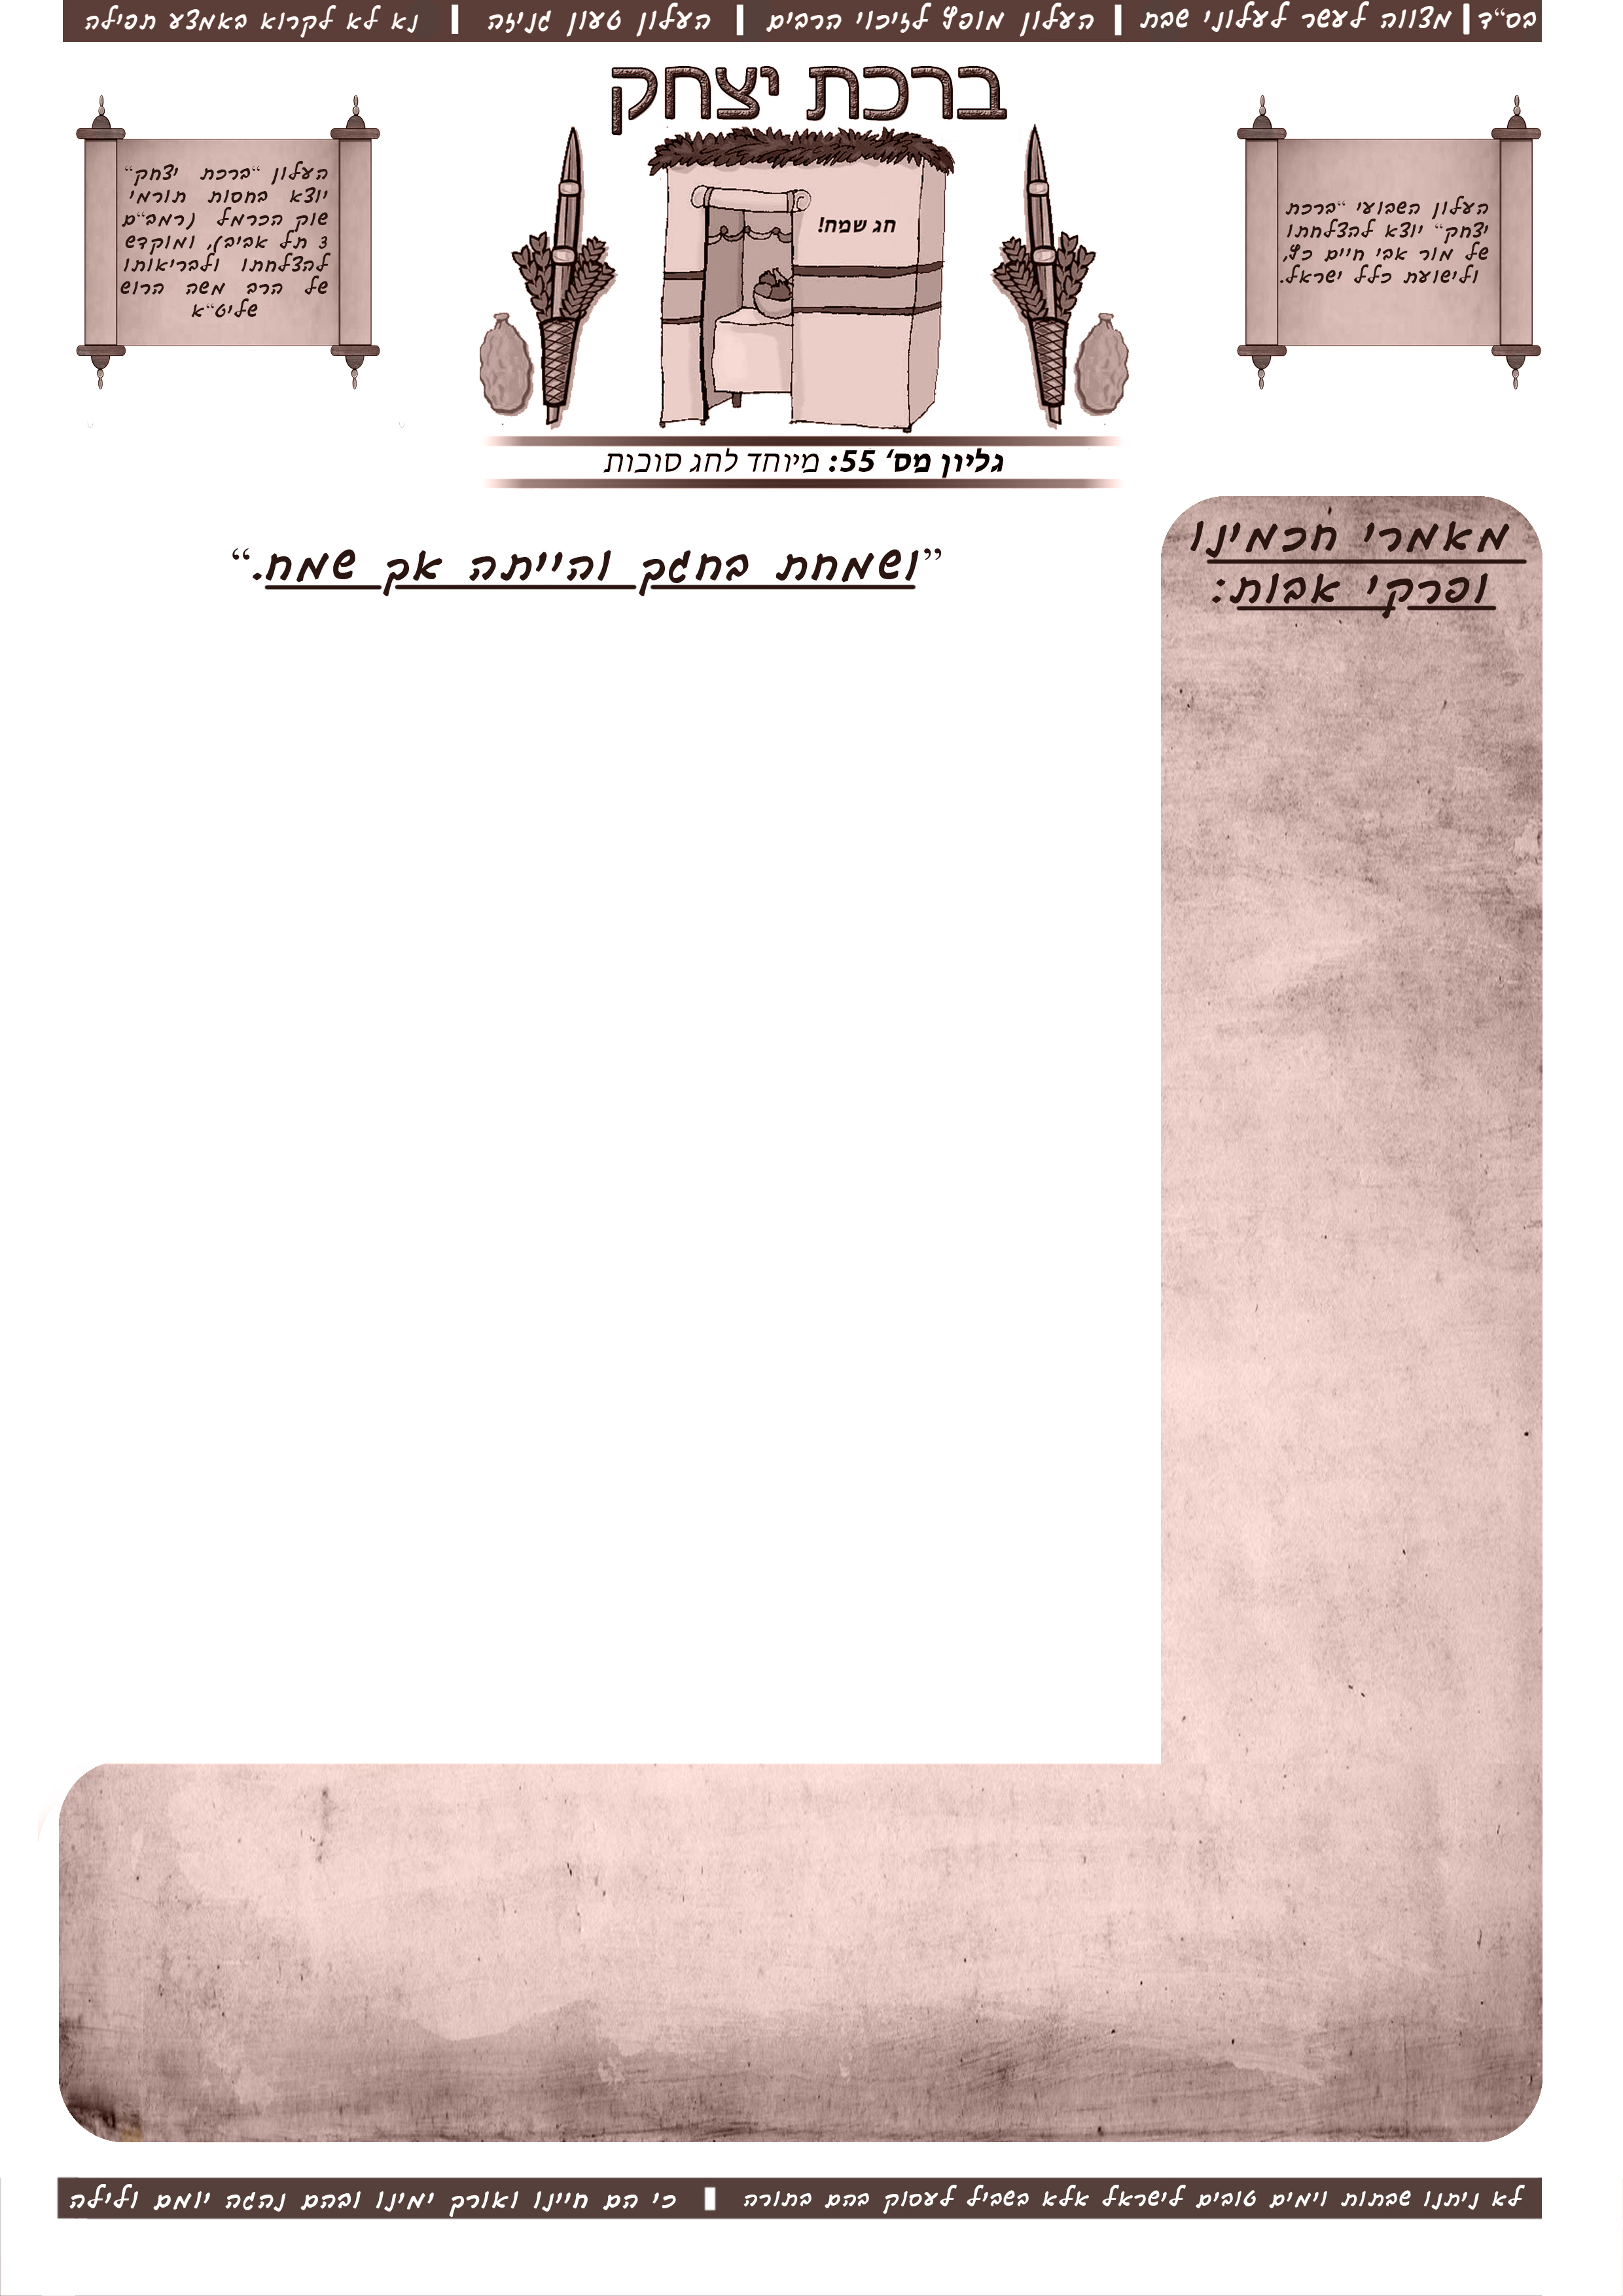 בס“ד | מצווה לעשר לעלוני שבת | העלון מופץ לזיכוי הרבים | העלון טעון גניזה | נא לא לקרוא באמצע תפילה
ברכת יצחק
העלון השבועי “ברכת
יצחק“ יוצא להצלחתו
של מור אבי חיים כץ,
ולישועת כלל ישראל.
חג שמח!
העלון “ברכת יצחק“
יוצא בחסות תורמי
שוק הכרמל (רמב“ם
3 תל אביב), ומוקדש
להצלחתו ולבריאותו
של הרב משה הרוש
שליט“א
גליון מס‘ 55: מיוחד לחג סוכות
מאמרי חכמינו
ופרקי אבות:
”ושמחת בחגך והייתה אך שמח.“
לא ניתנו שבתות וימים טובים לישראל אלא בשביל לעסוק בהם בתורה | כי הם חיינו ואורך ימינו ובהם נהגה יומם ולילה